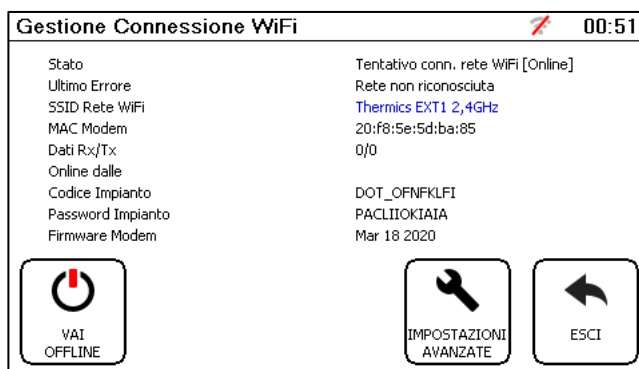 Gestione Connessione WiFi 00:51
Stato Tentativo conn. rete WiFi [Online]
Ultimo Errore Rete non riconosciuta
SSID Rete WiFi Thermics EXT1 2,4GHz
MAC Modem 20:f8:5e:5d:ba:85
Dati Rx/Tx 0/0
Online dalle
Codice Impianto DOT_OFNFKLFI
Password Impianto PACLIIOKIAIA
Firmware Modem Mar 18 2020
VAI
OFFLINE
IMPOSTAZIONI
AVANZATE
ESCI